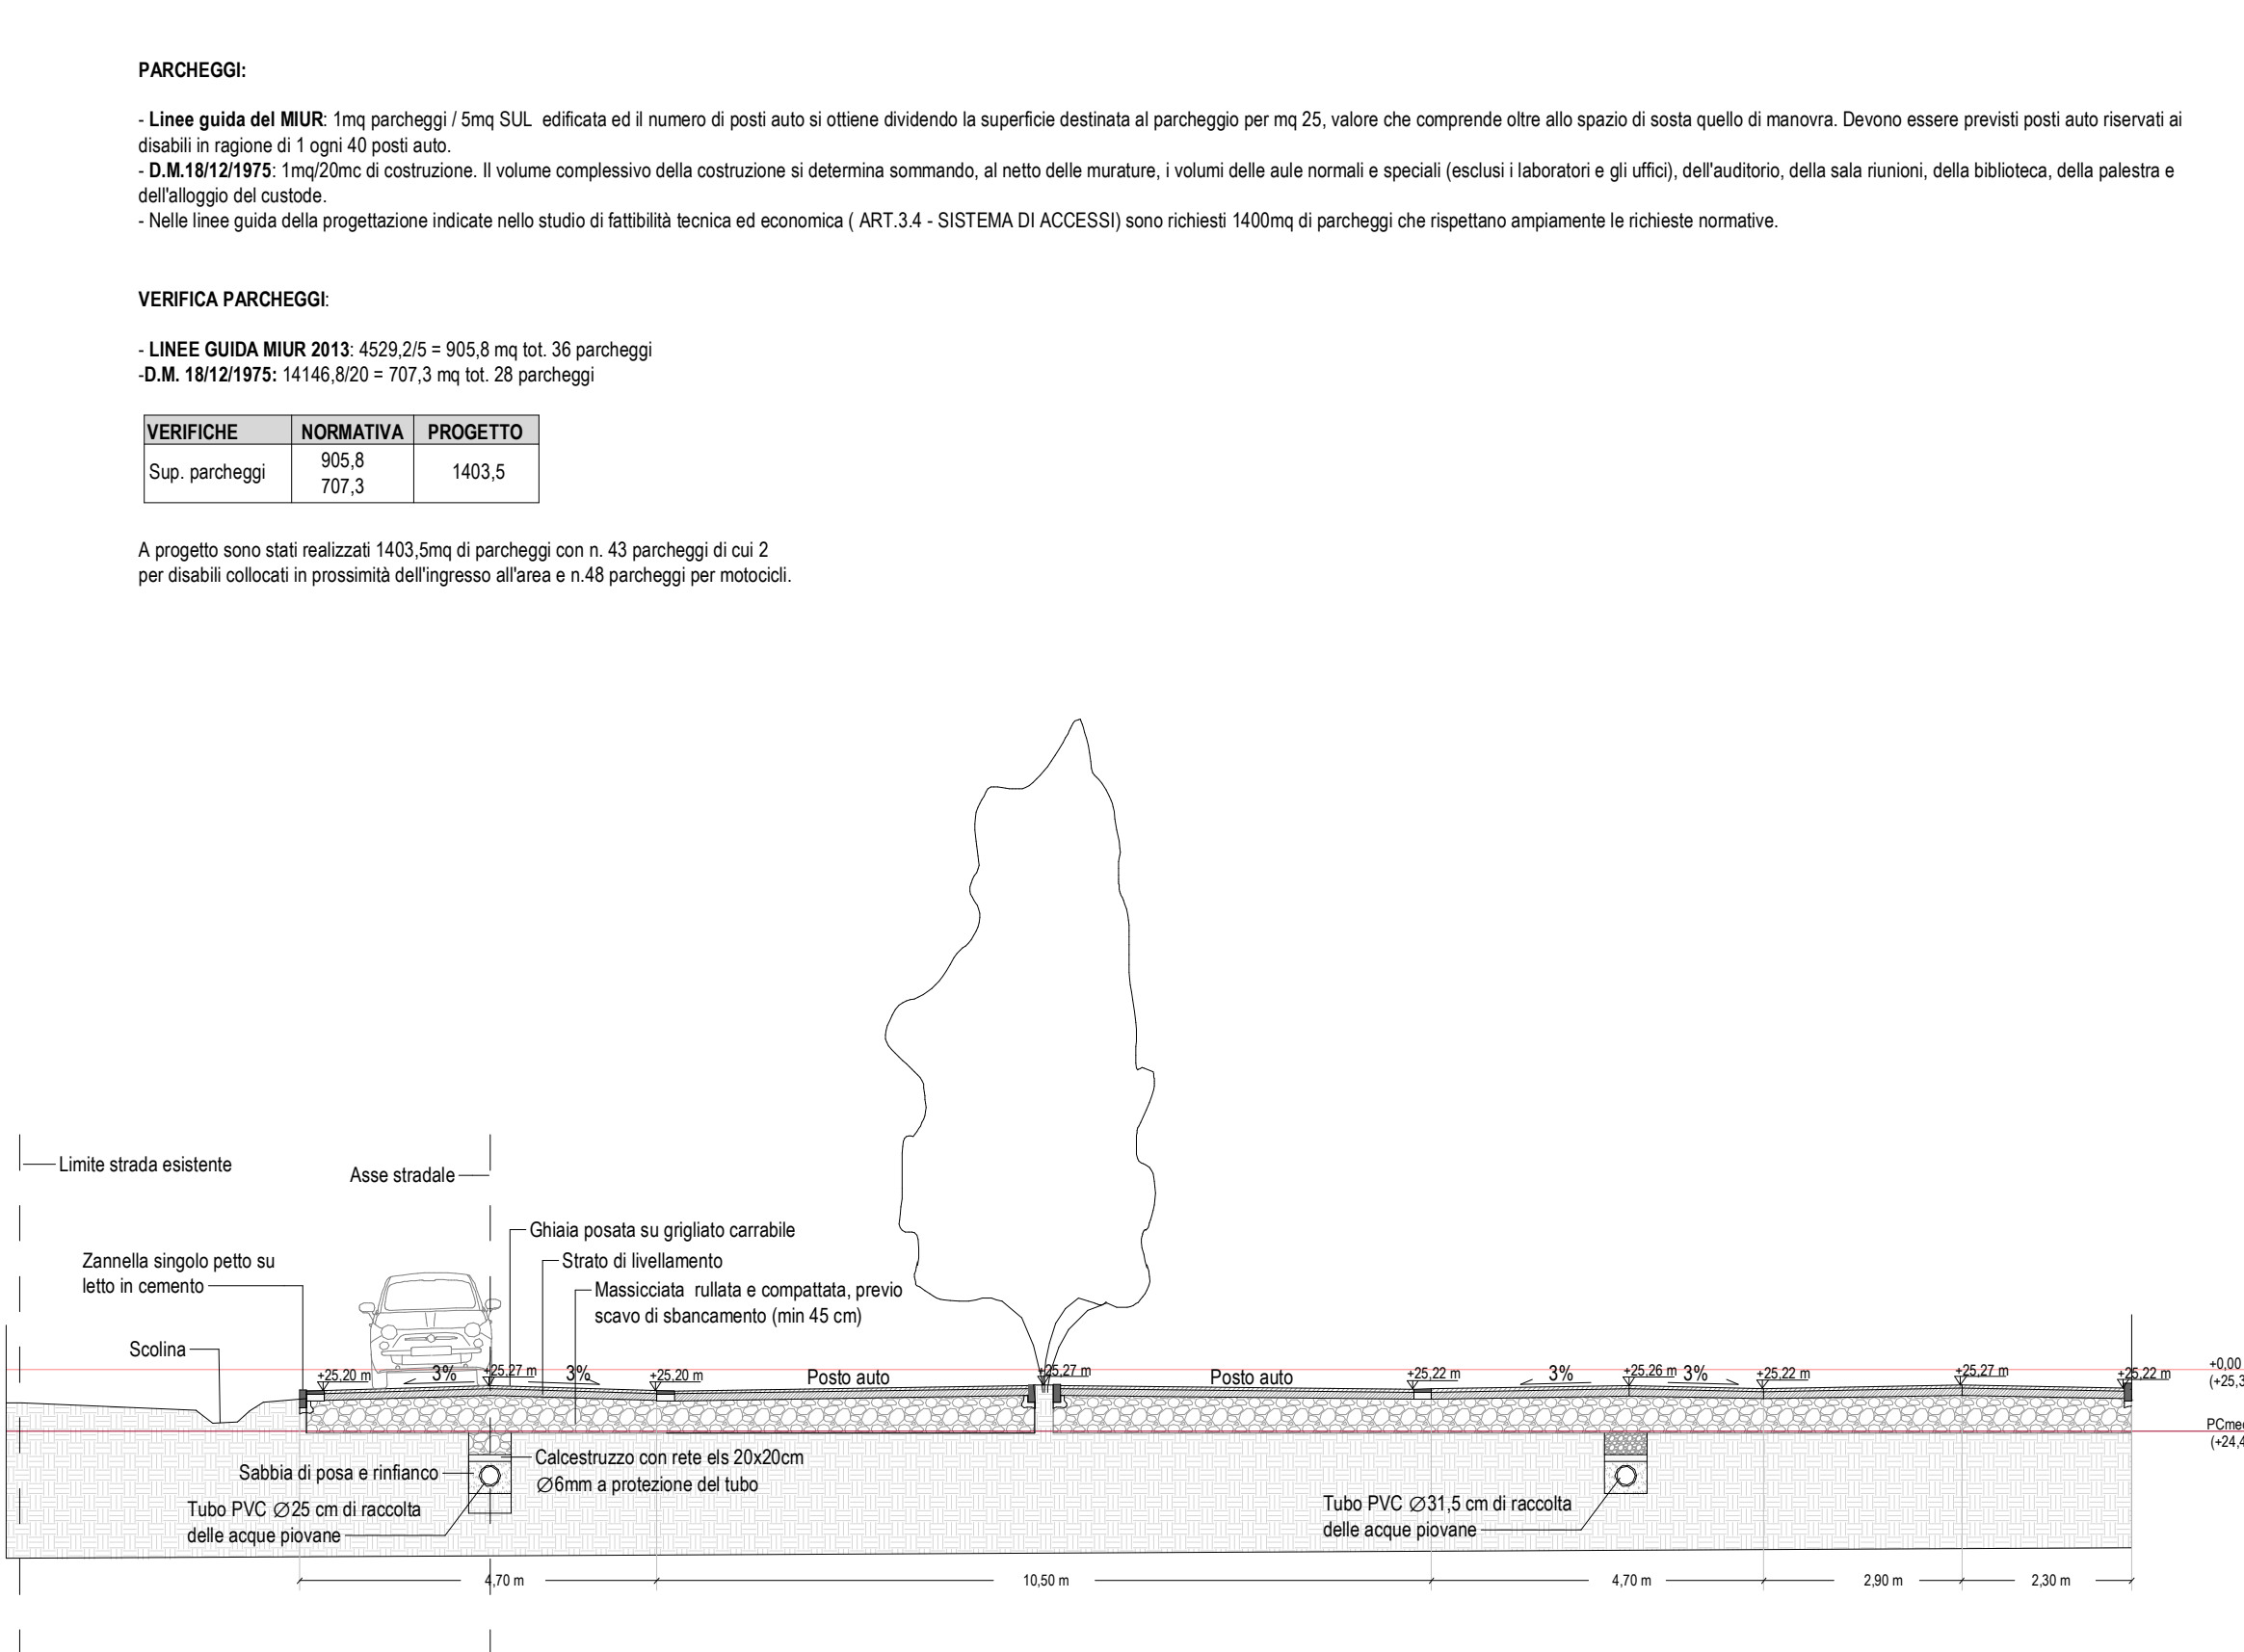 PARCHEGGI:
- Linee guida del MIUR: 1mq parcheggi / 5mq SUL edificata ed il numero di posti auto si ottiene dividendo la superficie destinata al parcheggio per mq 25, valore che comprende oltre allo spazio di sosta quello di manovra. Devono essere previsti posti auto riservati ai
disabili in ragione di 1 ogni 40 posti auto.
- D.M.18/12/1975: 1mq/20mc di costruzione. Il volume complessivo della costruzione si determina sommando, al netto delle murature, i volumi delle aule normali e speciali (esclusi i laboratori e gli uffici), dell'auditorio, della sala riunioni, della biblioteca, della palestra e
dell'alloggio del custode.
- Nelle linee guida della progettazione indicate nello studio di fattibilità tecnica ed economica ( ART.3.4 - SISTEMA DI ACCESSI) sono richiesti 1400mq di parcheggi che rispettano ampiamente le richieste normative.
VERIFICA PARCHEGGI:
- LINEE GUIDA MIUR 2013: 4529,2/5 = 905,8 mq tot. 36 parcheggi
-D.M. 18/12/1975: 14146,8/20 = 707,3 mq tot. 28 parcheggi
VERIFICHE NORMATIVA PROGETTO
Sup. parcheggi 905,8 1403,5
707,3
A progetto sono stati realizzati 1403,5mq di parcheggi con n. 43 parcheggi di cui 2
per disabili collocati in prossimità dell'ingresso all'area e n.48 parcheggi per motocicli.
Limite strada esistente
Asse stradale
Ghiaia posata su grigliato carrabile
Zannella singolo petto su
letto in cemento
Strato di livellamento
Massicciata rullata e compattata, previo
scavo di sbancamento (min 45 cm)
Scolina
+25,20 m 3% +25,27 m 3% +25,20 m Posto auto +25,27 m Posto auto +25,22 m 3% +25,26 m 3% +25,22 m +25,27 m +25,22 m
+0,00
(+25,3
PCme
(+24,4
Calcestruzzo con rete els 20x20cm
Ø6mm a protezione del tubo
Sabbia di posa e rinfianco
Tubo PVC Ø25 cm di raccolta
delle acque piovane
Tubo PVC Ø31,5 cm di raccolta
delle acque piovane
4,70 m 10,50 m 4,70 m 2,90 m 2,30 m